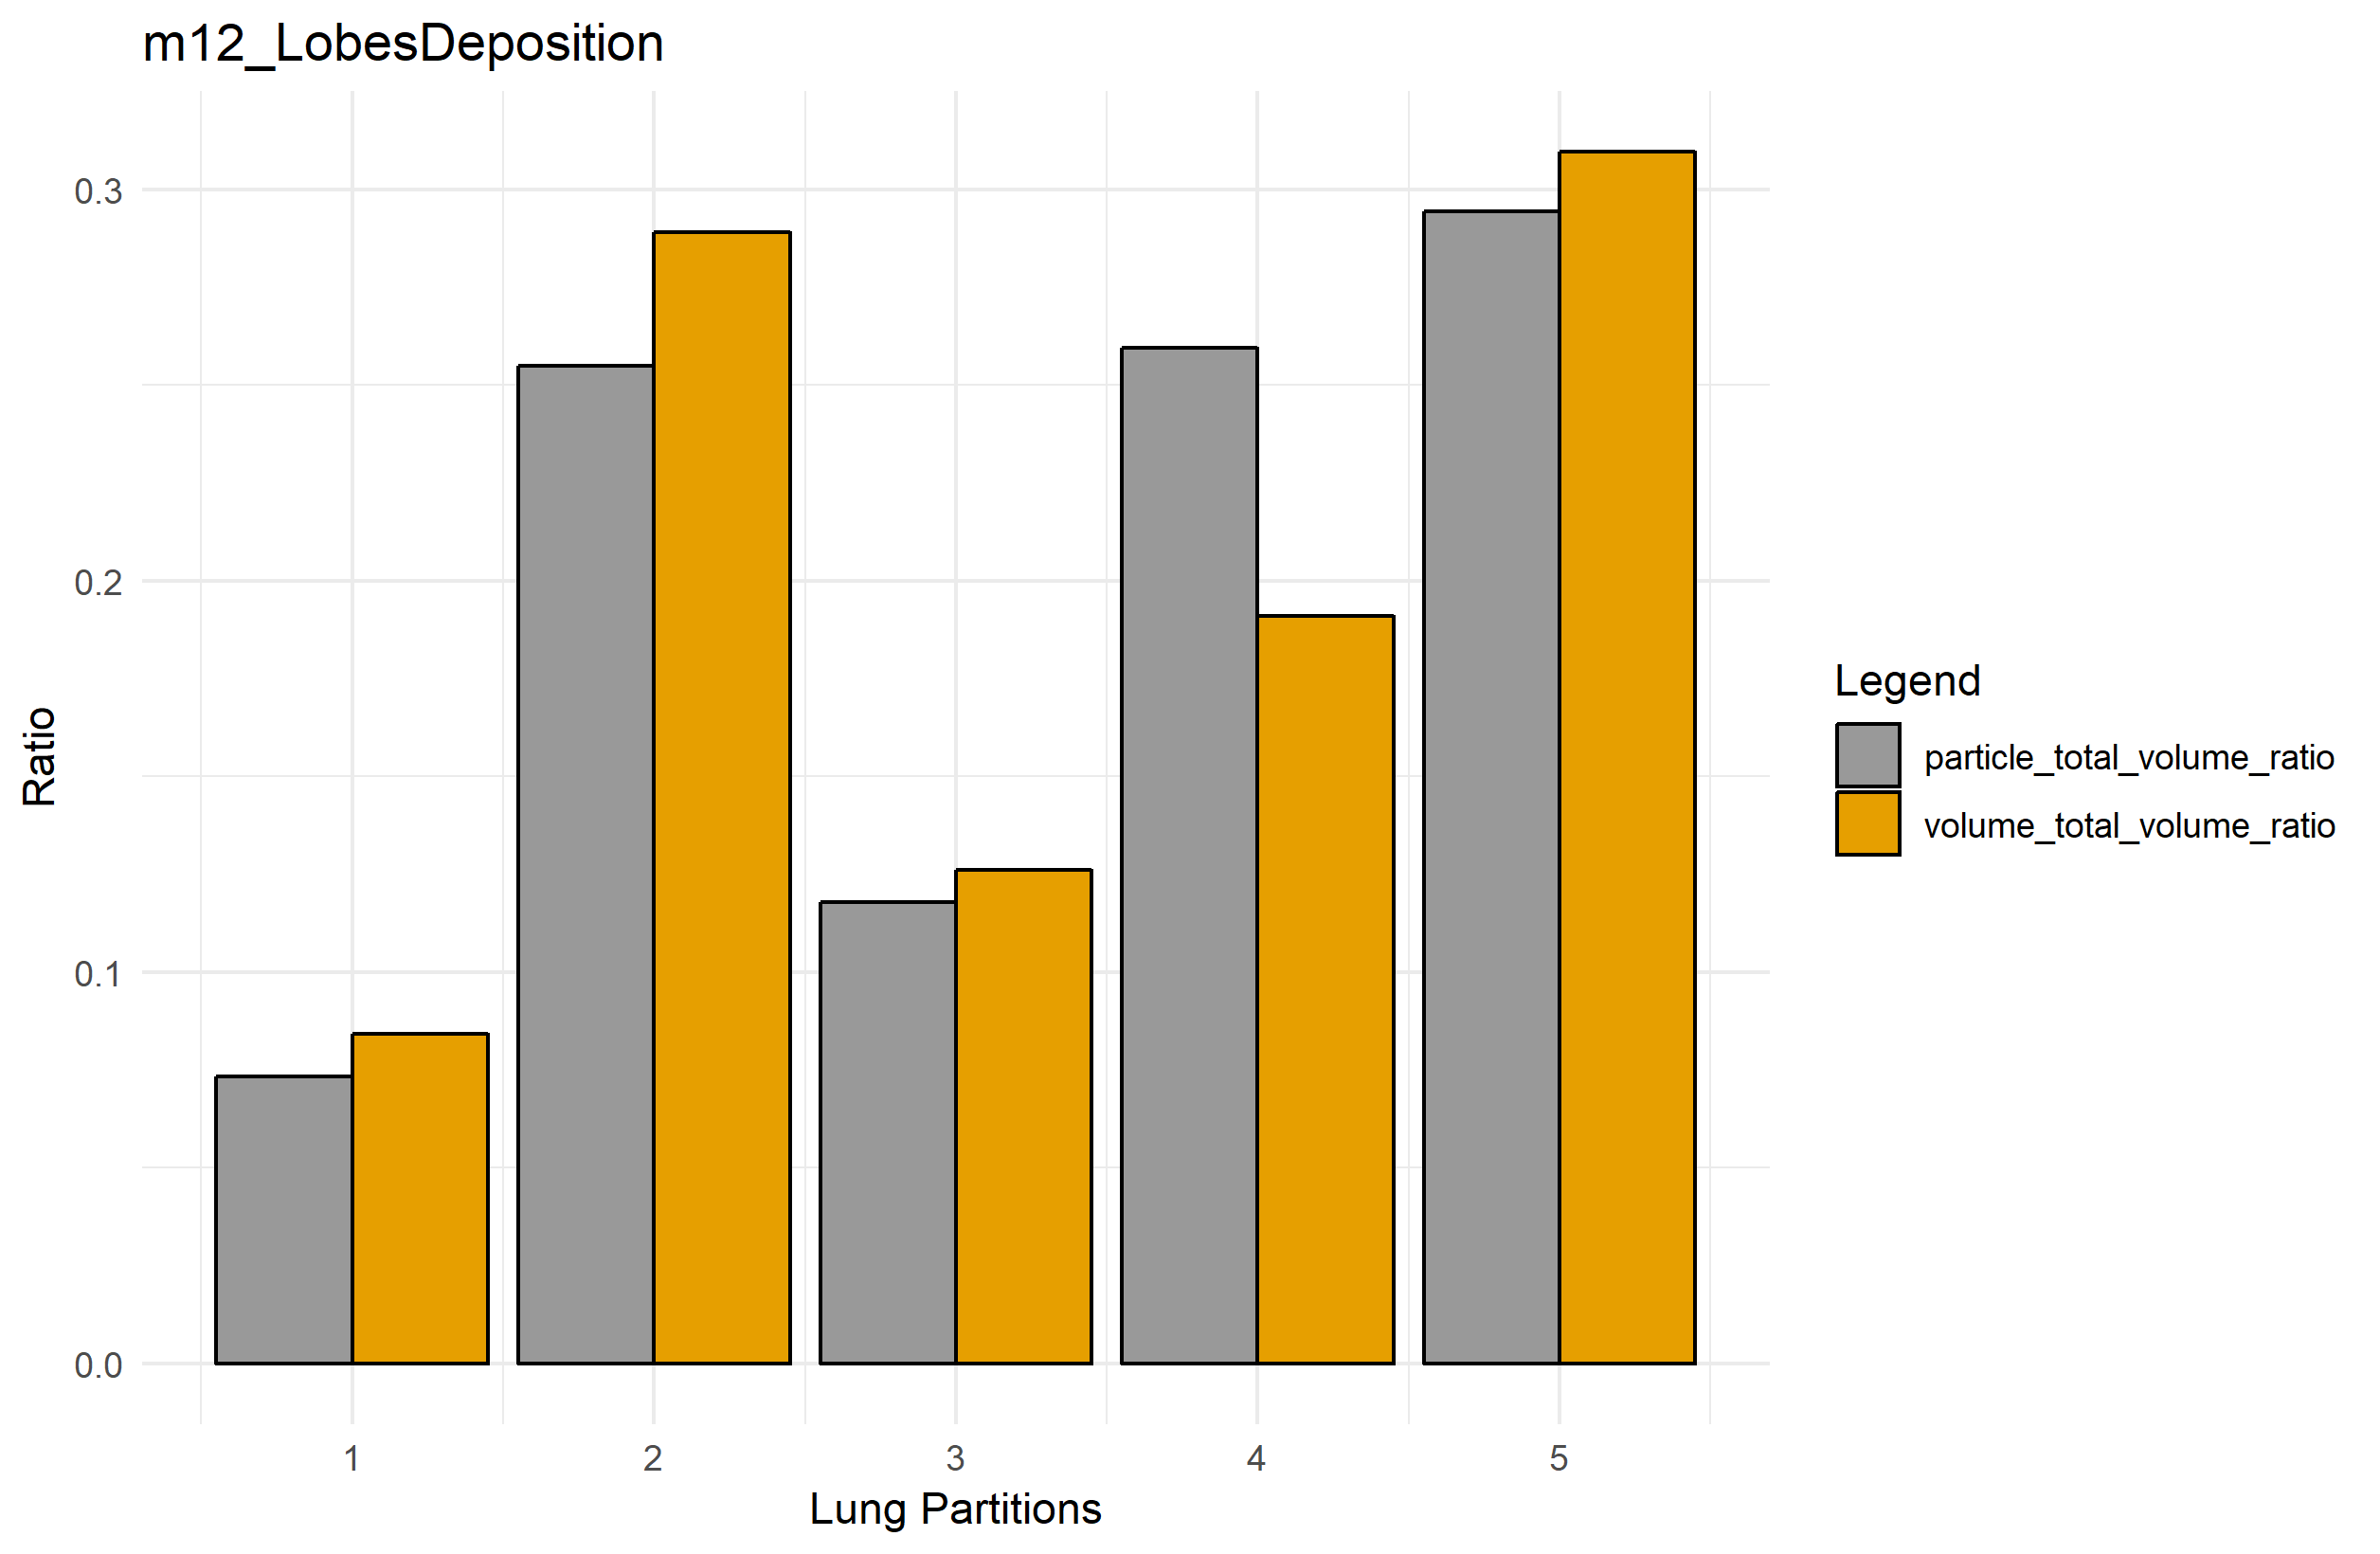 m12_LobesDeposition
0.3
0.2
0.1
0.0
Ratio
1 2 3 4 5
Lung Partitions
Legend
particle_total_volume_ratio
volume_total_volume_ratio